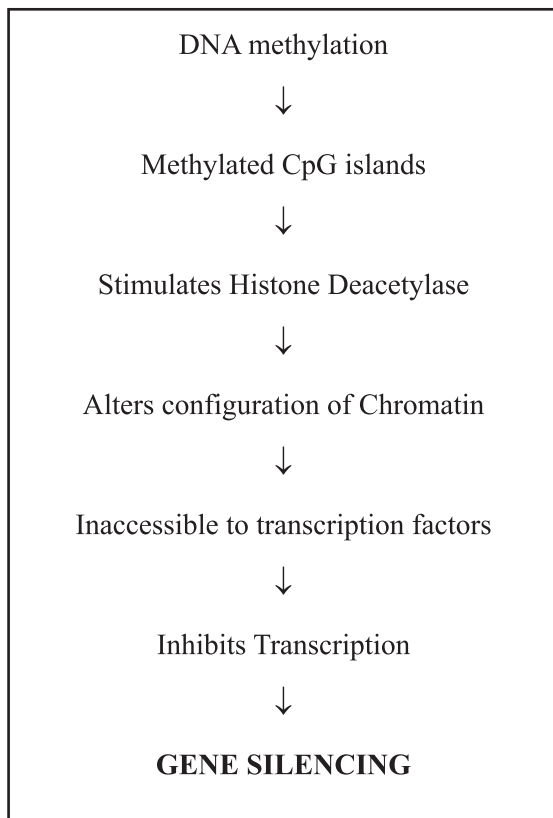 DNA methylation
↓
Methylated CpG islands
↓
Stimulates Histone Deacetylase
↓
Alters configuration of Chromatin
↓
Inaccessible to transcription factors
↓
Inhibits Transcription
↓
GENE SILENCING